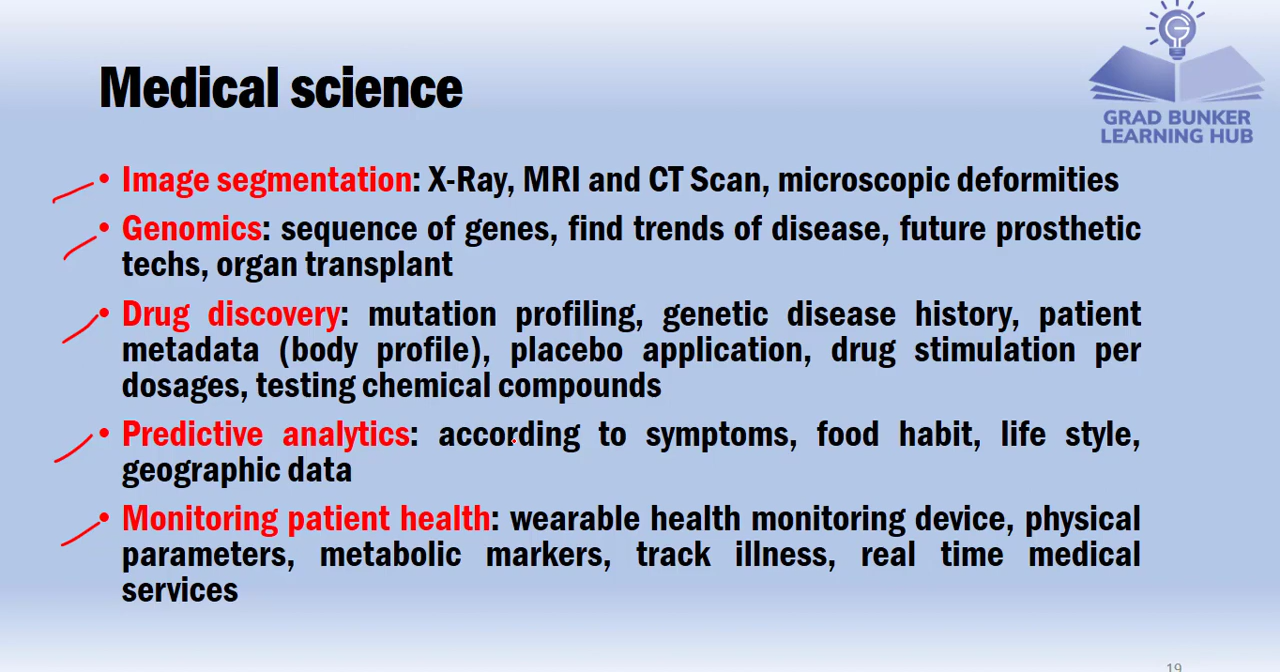 Medical science
GRAD BUNKER
LEARNING HUB
• Image segmentation: X-Ray, MRI and CT Scan, microscopic deformities
• Genomics: sequence of genes, find trends of disease, future prosthetic
techs, organ transplant
• Drug discovery: mutation profiling, genetic disease history, patient
metadata (body profile), placebo application, drug stimulation per
dosages, testing chemical compounds
• Predictive analytics: according to symptoms, food habit, life style,
geographic data
• Monitoring patient health: wearable health monitoring device, physical
parameters, metabolic markers, track illness, real time medical
services
19